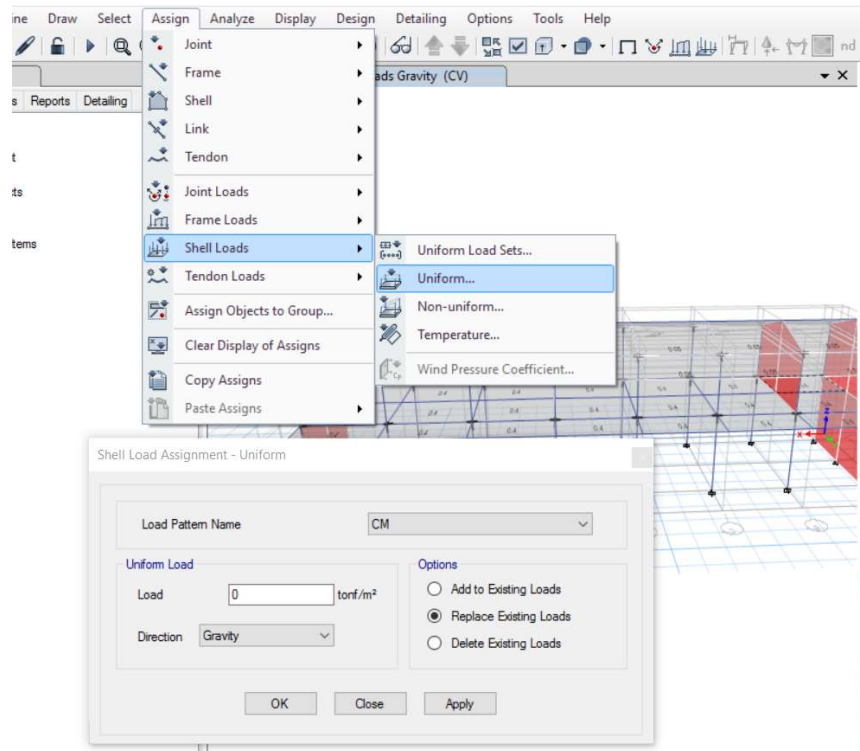 Draw Select Assign Analyze Display Design Detailing Options Tools Help
nd
Joint
ads Gravity (CV)
Frame
s Reports Detailing
Shell
Link
Tendon
Joint Loads
Frame Loads
Shell Loads
Uniform Load Sets...
Tendon Loads
Uniform...
Assign Objects to Group...
Non-uniform...
Clear Display of Assigns
Temperature...
Copy Assigns
Wind Pressure Coefficient...
Paste Assigns
Shell Load Assignment - Uniform
Load Pattern Name CM
Uniform Load Options
Load 0 tonf/m² Add to Existing Loads
Replace Existing Loads
Direction Gravity
Delete Existing Loads
OK Close Apply